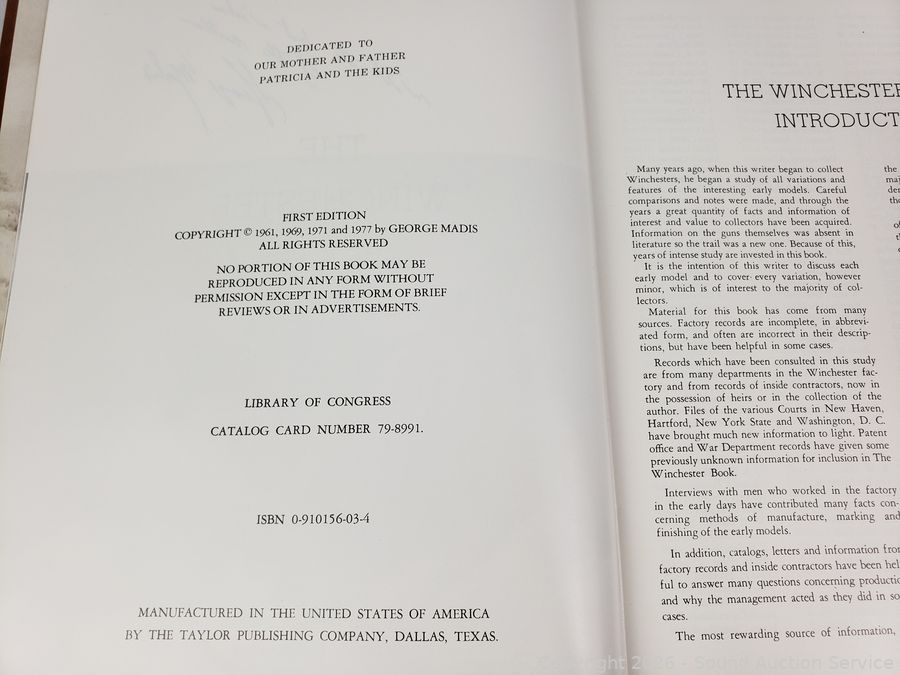 DEDICATED TO
OUR MOTHER AND FATHER
PATRICIA AND THE KIDS
FIRST EDITION
COPYRIGHT © 1961, 1969, 1971 and 1977 by GEORGE MADIS
ALL RIGHTS RESERVED
NO PORTION OF THIS BOOK MAY BE
REPRODUCED IN ANY FORM WITHOUT
PERMISSION EXCEPT IN THE FORM OF BRIEF
REVIEWS OR IN ADVERTISEMENTS.
LIBRARY OF CONGRESS
CATALOG CARD NUMBER 79-8991.
ISBN 0-910156-03-4
MANUFACTURED IN THE UNITED STATES OF AMERICA
BY THE TAYLOR PUBLISHING COMPANY, DALLAS, TEXAS.
THE WINCHESTER
INTRODUCT
Many years ago, when this writer began to collect
Winchesters, he began a study of all variations and
features of the interesting early models. Careful
comparisons and notes were made, and through the
years a great quantity of facts and information of
interest and value to collectors have been acquired.
Information on the guns themselves was absent in
literature so the trail was a new one. Because of this,
years of intense study are invested in this book.
It is the intention of this writer to discuss each
early model and to cover every variation, however
minor, which is of interest to the majority of col-
lectors.
Material for this book has come from many
sources. Factory records are incomplete, in abbrevi-
ated form, and often are incorrect in their descrip-
tions, but have been helpful in some cases.
Records which have been consulted in this study
are from many departments in the Winchester fac-
tory and from records of inside contractors, now in
the possession of heirs or in the collection of the
author. Files of the various Courts in New Haven,
Hartford, New York State and Washington, D. C.
have brought much new information to light. Patent
office and War Department records have given some
previously unknown information for inclusion in The
Winchester Book.
Interviews with men who worked in the factory
in the early days have contributed many facts con-
cerning methods of manufacture, marking and
finishing of the early models.
In addition, catalogs, letters and information from
factory records and inside contractors have been hel
ful to answer many questions concerning productio
and why the management acted as they did in so
cases.
The most rewarding source of information,
the
Copyright 2026 - Sound Auction Service